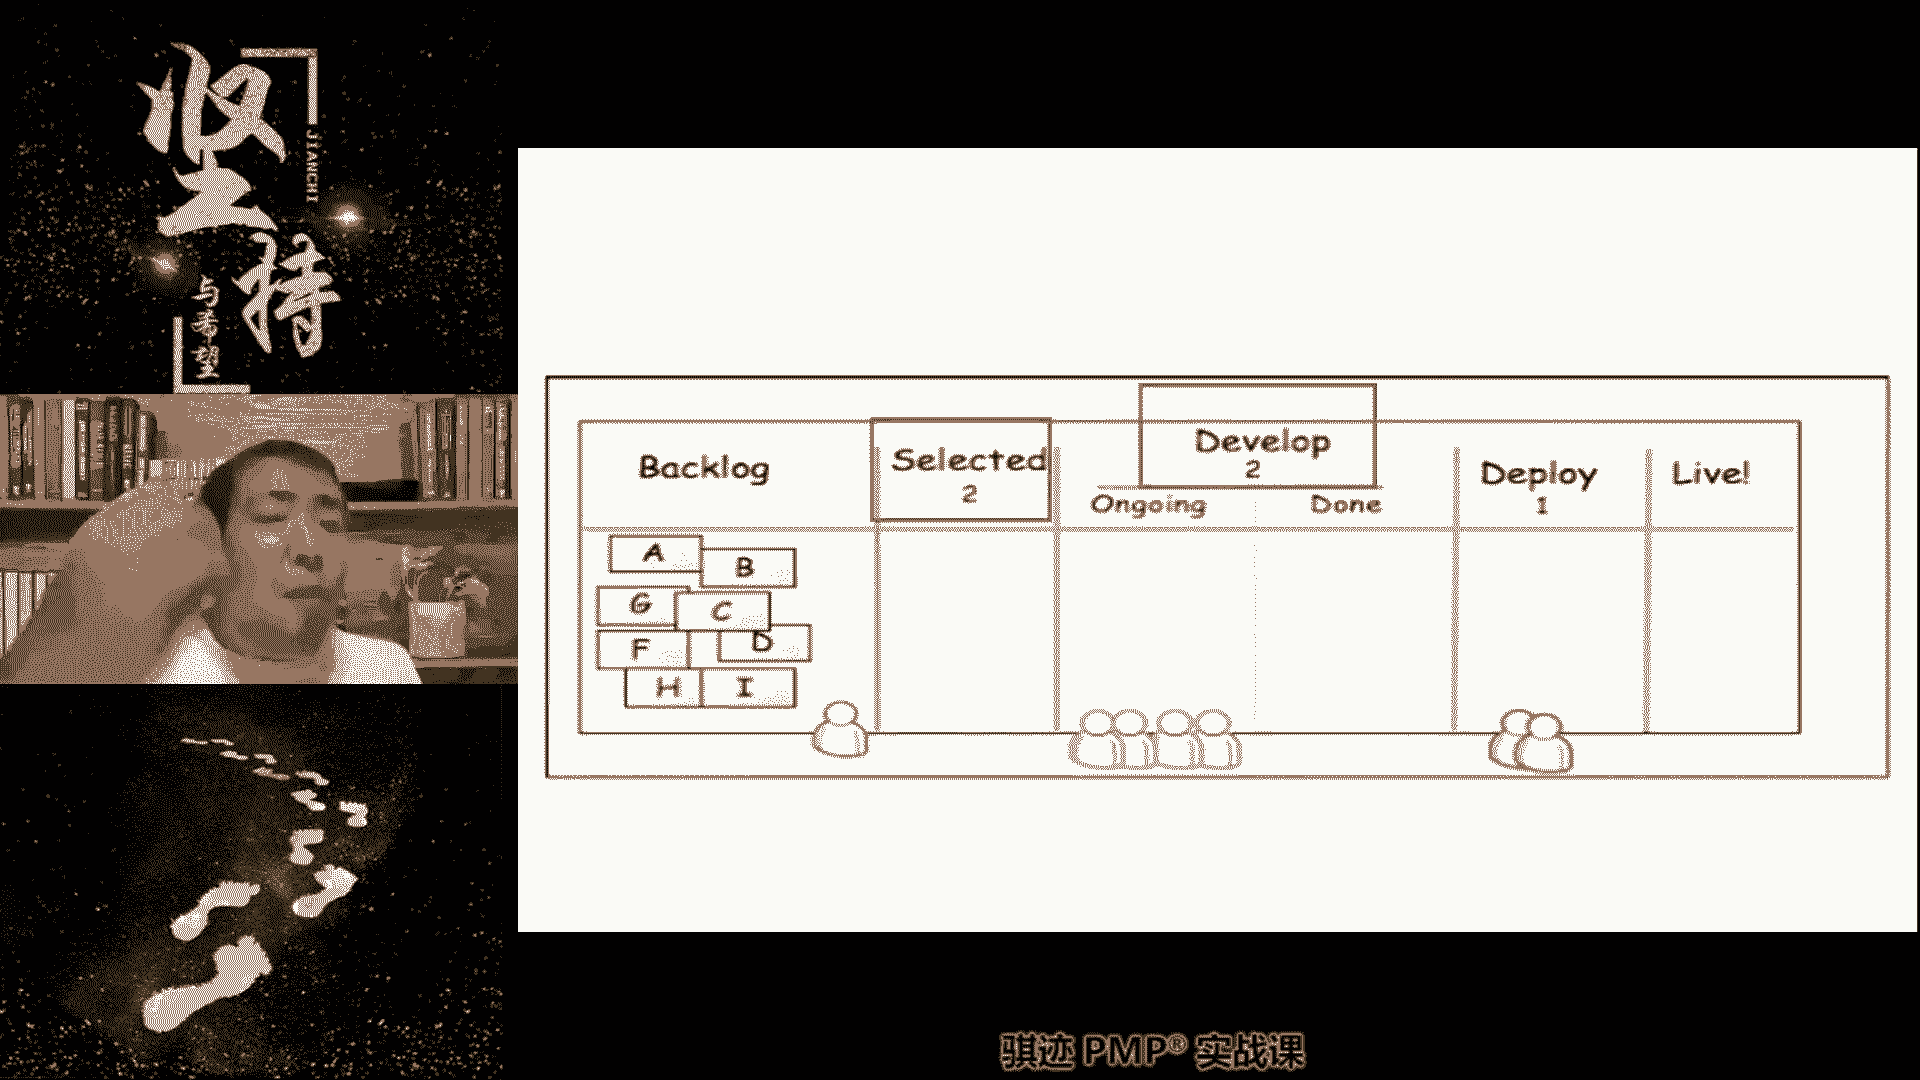 坚持
JIANCHI
与希望
Backlog
Selected
2
Develop
2
Ongoing
Done
Deploy
1
Live!
A
B
G
C
F
D
H
I
骐迹 PMP® 实战课